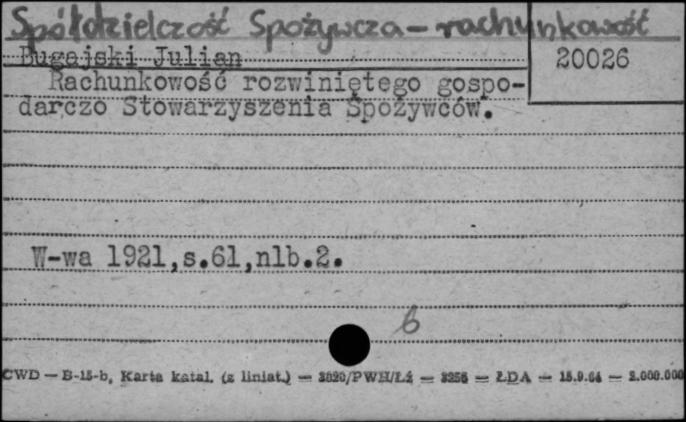 Spółdzielczość Spożywcza – rachunkowość
Bugajski Julian
20026
Rachunkowość rozwiniętego gospo-
darczo Stowarzyszenia Spożywców.
W-wa 1921,s.61,nlb.2.
6
CWD — B-15-b, Karta katal. (z liniat.) — 3820/PWH/Łź — 3255 — ŁDA — 15.9.64 — 2.000.000